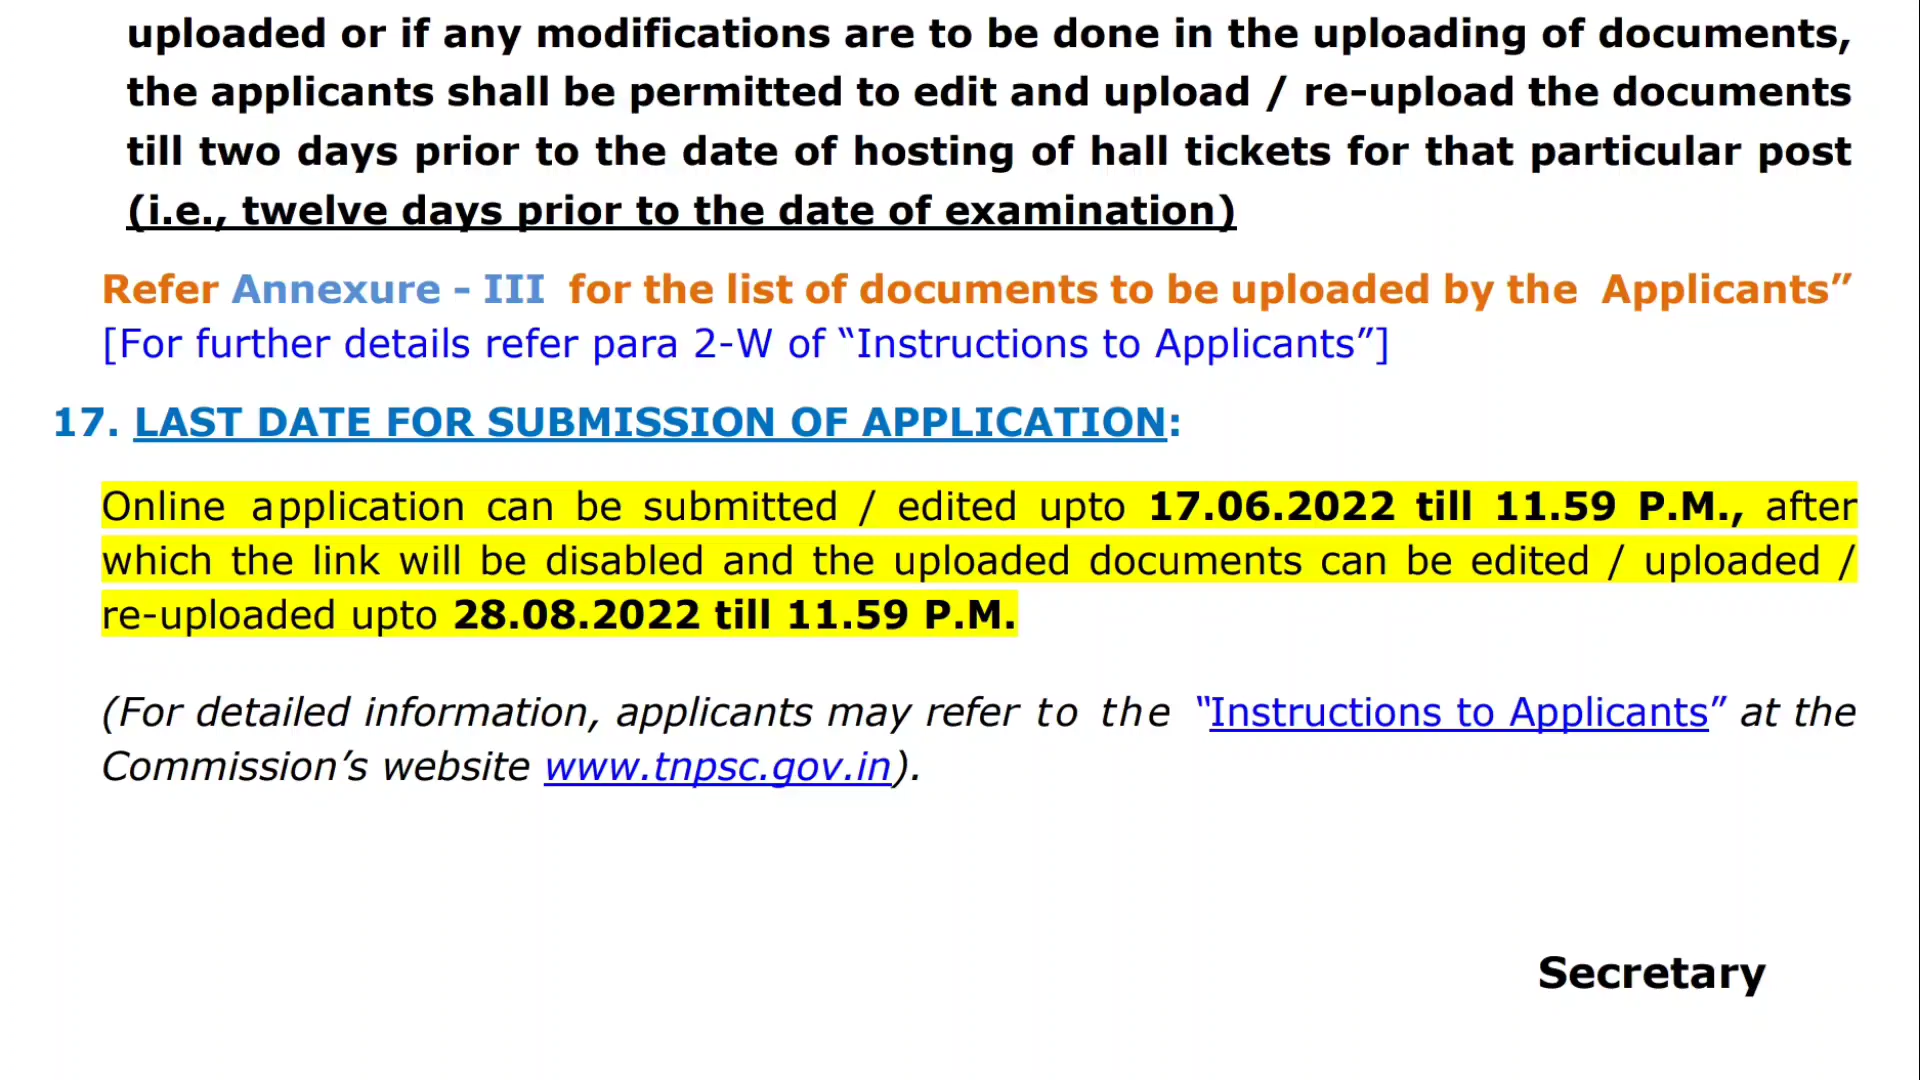 uploaded or if any modifications are to be done in the uploading of documents,
the applicants shall be permitted to edit and upload / re-upload the documents
till two days prior to the date of hosting of hall tickets for that particular post
(i.e., twelve days prior to the date of examination)
Refer Annexure - III for the list of documents to be uploaded by the Applicants”
[For further details refer para 2-W of “Instructions to Applicants”]
17. LAST DATE FOR SUBMISSION OF APPLICATION:
Online application can be submitted / edited upto 17.06.2022 till 11.59 P.M., after
which the link will be disabled and the uploaded documents can be edited / uploaded /
re-uploaded upto 28.08.2022 till 11.59 P.M.
(For detailed information, applicants may refer to the “Instructions to Applicants” at the
Commission’s website www.tnpsc.gov.in).
Secretary